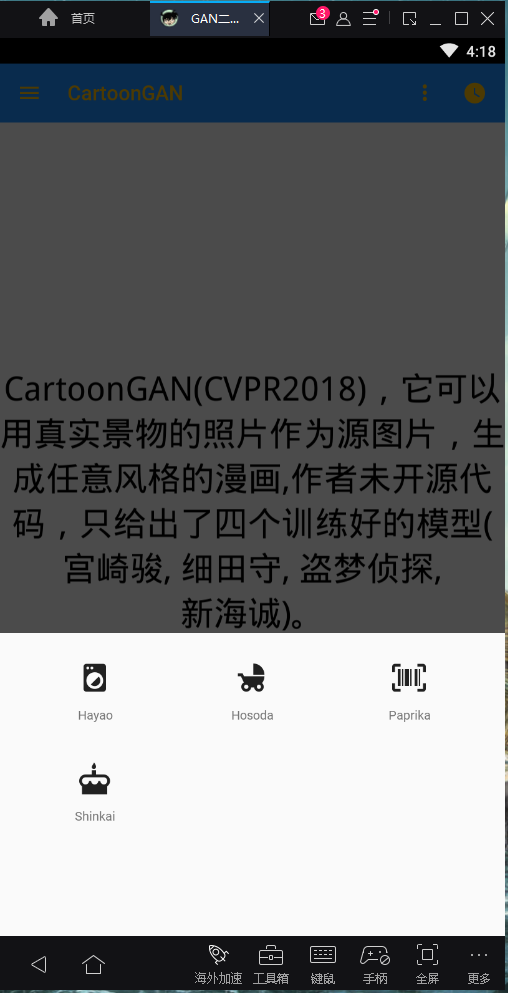 首页
GAN二...
3
4:18
CartoonGAN
CartoonGAN(CVPR2018)，它可以
用真实景物的照片作为源图片，生
成任意风格的漫画,作者未开源代
码，只给出了四个训练好的模型(
宫崎骏, 细田守, 盗梦侦探,
新海诚)。
Hayao
Hosoda
Paprika
Shinkai
海外加速
工具箱
键鼠
手柄
全屏
更多